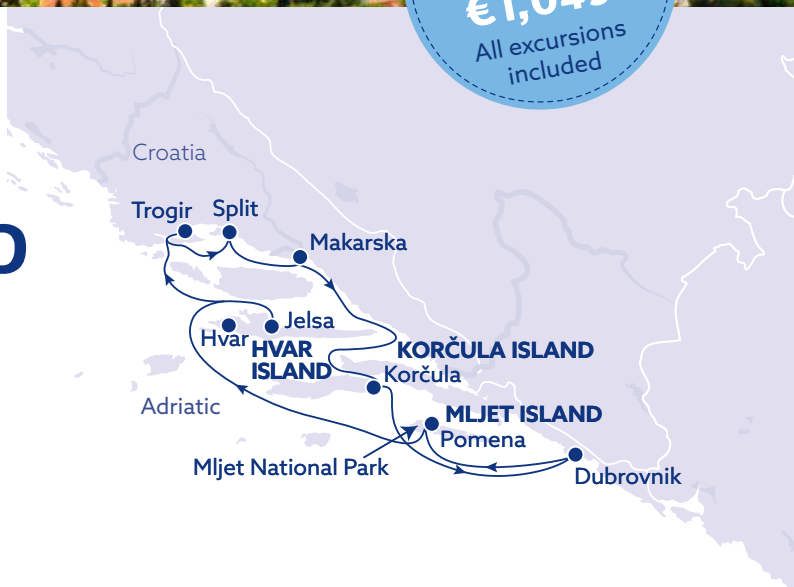 All excursions
included
Croatia
Trogir
Split
Makarska
Jelsa
Hvar
HVAR
ISLAND
KORČULA ISLAND
Korčula
Adriatic
MLJET ISLAND
Pomena
Mljet National Park
Dubrovnik